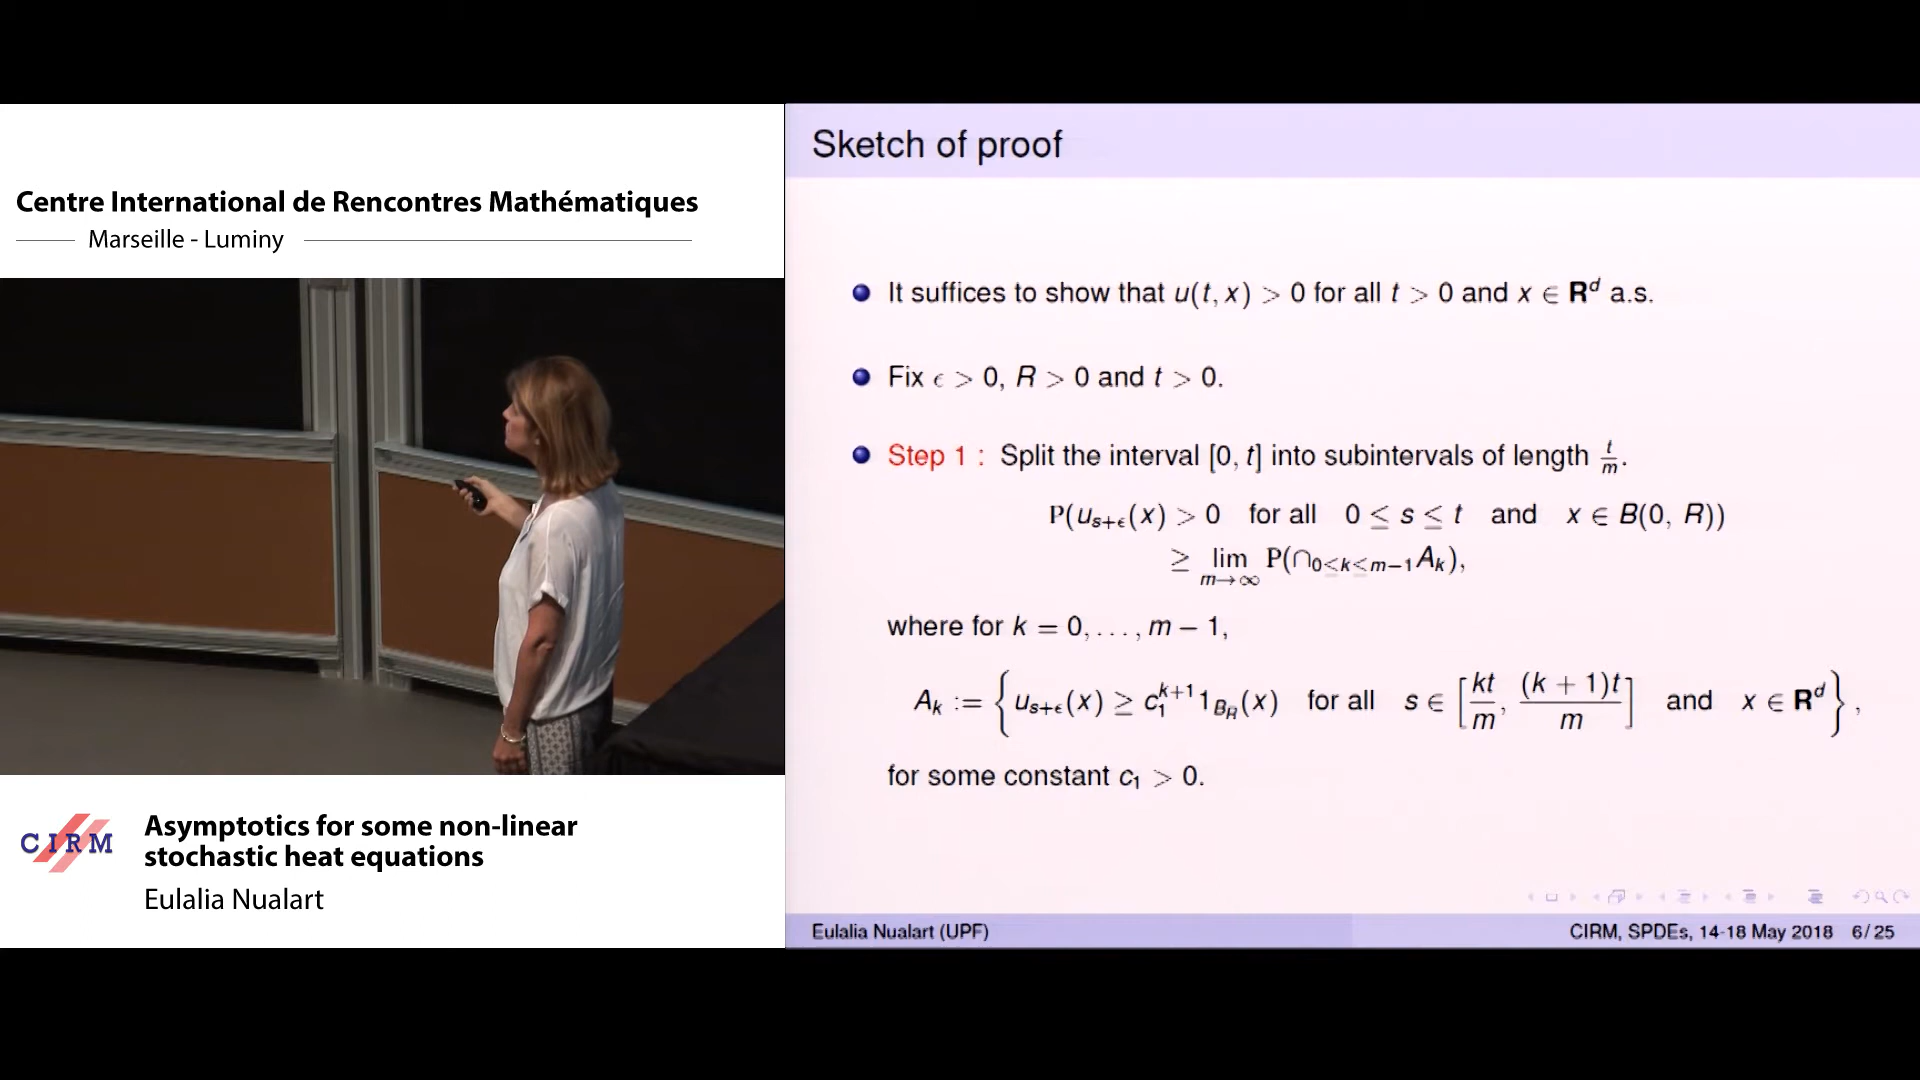 Centre International de Rencontres Mathématiques
Marseille - Luminy
CIRM
Asymptotics for some non-linear
stochastic heat equations
Eulalia Nualart
Sketch of proof
It suffices to show that u(t, x) > 0 for all t > 0 and x ∈ R^d a.s.
Fix ϵ > 0, R > 0 and t > 0.
Step 1 : Split the interval [0, t] into subintervals of length t/m.
P(u_{s+ϵ}(x) > 0 for all 0 ≤ s ≤ t and x ∈ B(0, R))
≥ lim_{m→∞} P(∩_{0≤k≤m−1} A_k),
where for k = 0, . . . , m − 1,
A_k := { u_{s+ϵ}(x) ≥ c_1^{k+1} 1_{B_R}(x) for all s ∈ [kt/m, (k + 1)t/m] and x ∈ R^d } ,
for some constant c_1 > 0.
Eulalia Nualart (UPF)
CIRM, SPDEs, 14-18 May 2018 6 / 25